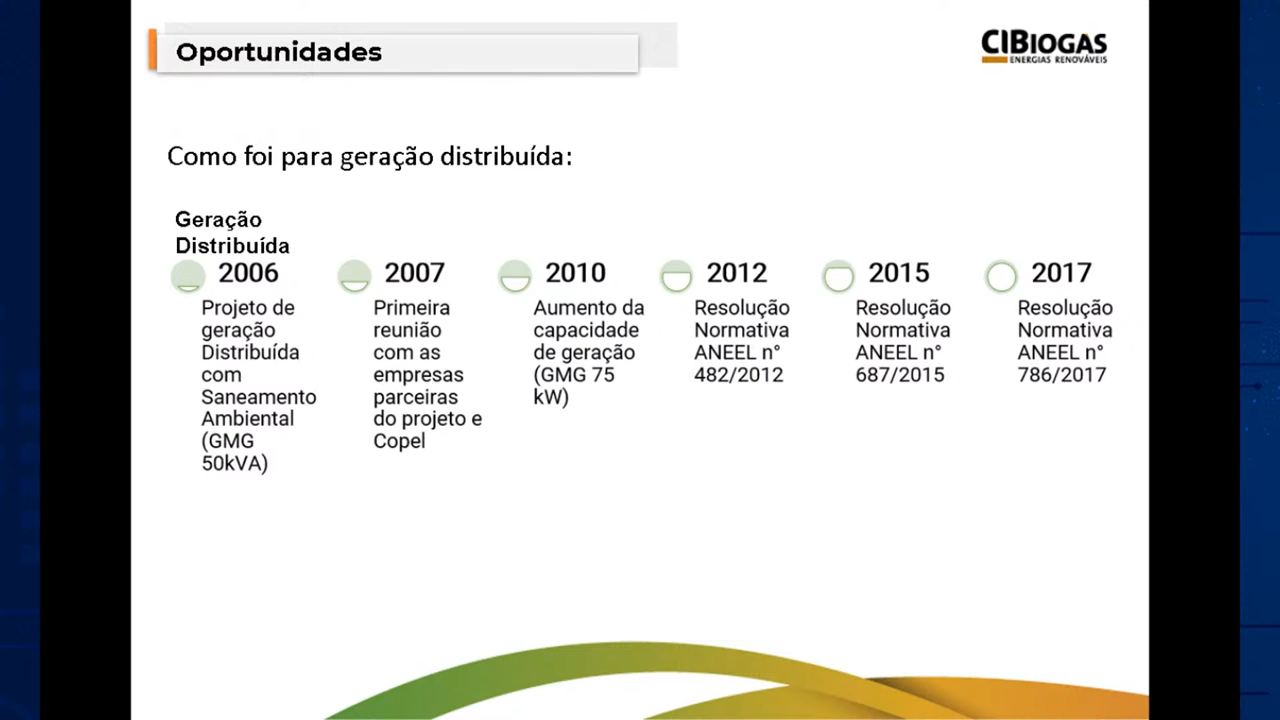 Oportunidades
CIBIOGAS
ENERGIAS RENOVÁVEIS
Como foi para geração distribuída:
Geração
Distribuída
2006
Projeto de
geração
Distribuída
com
Saneamento
Ambiental
(GMG
50kVA)
2007
Primeira
reunião
com as
empresas
parceiras
do projeto e
Copel
2010
Aumento da
capacidade
de geração
(GMG 75
kW)
2012
Resolução
Normativa
ANEEL n°
482/2012
2015
Resolução
Normativa
ANEEL n°
687/2015
2017
Resolução
Normativa
ANEEL n°
786/2017